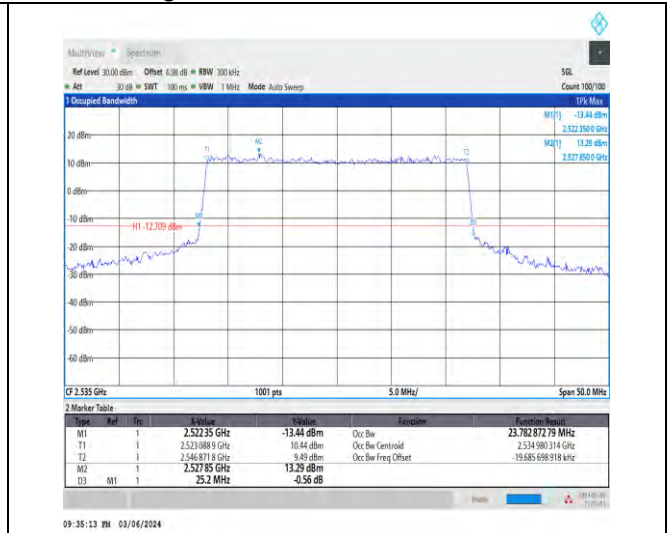 MultiView Spectrum
Ref Level 30.00 dBm Offset 6.98 dB RBW 300 kHz SGL
Att 30 dB SWT 100 ms VBW 1 MHz Mode Auto Sweep Count 100/100
1 Occupied Bandwidth 1Pk Max
M1[1] -13.44 dBm
2.522 350 0 GHz
M2[1] 13.29 dBm
2.527 850 0 GHz
20 dBm
M2
T1 T2
10 dBm
0 dBm
M1
-10 dBm
H1 -12.709 dBm
D3
-20 dBm
-30 dBm
-40 dBm
-50 dBm
-60 dBm
CF 2.535 GHz 1001 pts 5.0 MHz/ Span 50.0 MHz
2 Marker Table
Type Ref Trc X-Value Y-Value Function Function Result
M1 1 2.522 35 GHz -13.44 dBm Occ Bw 23.782 872 79 MHz
T1 1 2.523 088 9 GHz 10.44 dBm Occ Bw Centroid 2.534 980 314 GHz
T2 1 2.546 871 8 GHz 9.49 dBm Occ Bw Freq Offset -19.685 698 918 kHz
M2 1 2.527 85 GHz 13.29 dBm
D3 M1 1 25.2 MHz -0.56 dB
09:35:13 PM 03/06/2024